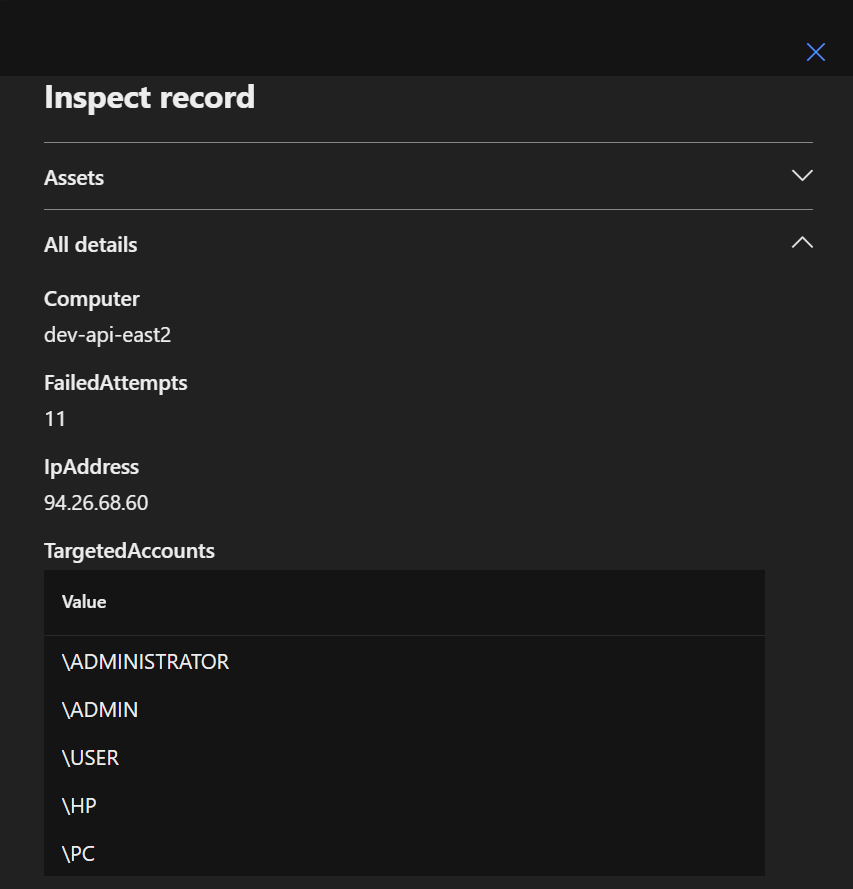 Inspect record
Assets
All details
Computer
dev-api-east2
FailedAttempts
11
IpAddress
94.26.68.60
TargetedAccounts
Value
\ADMINISTRATOR
\ADMIN
\USER
\HP
\PC